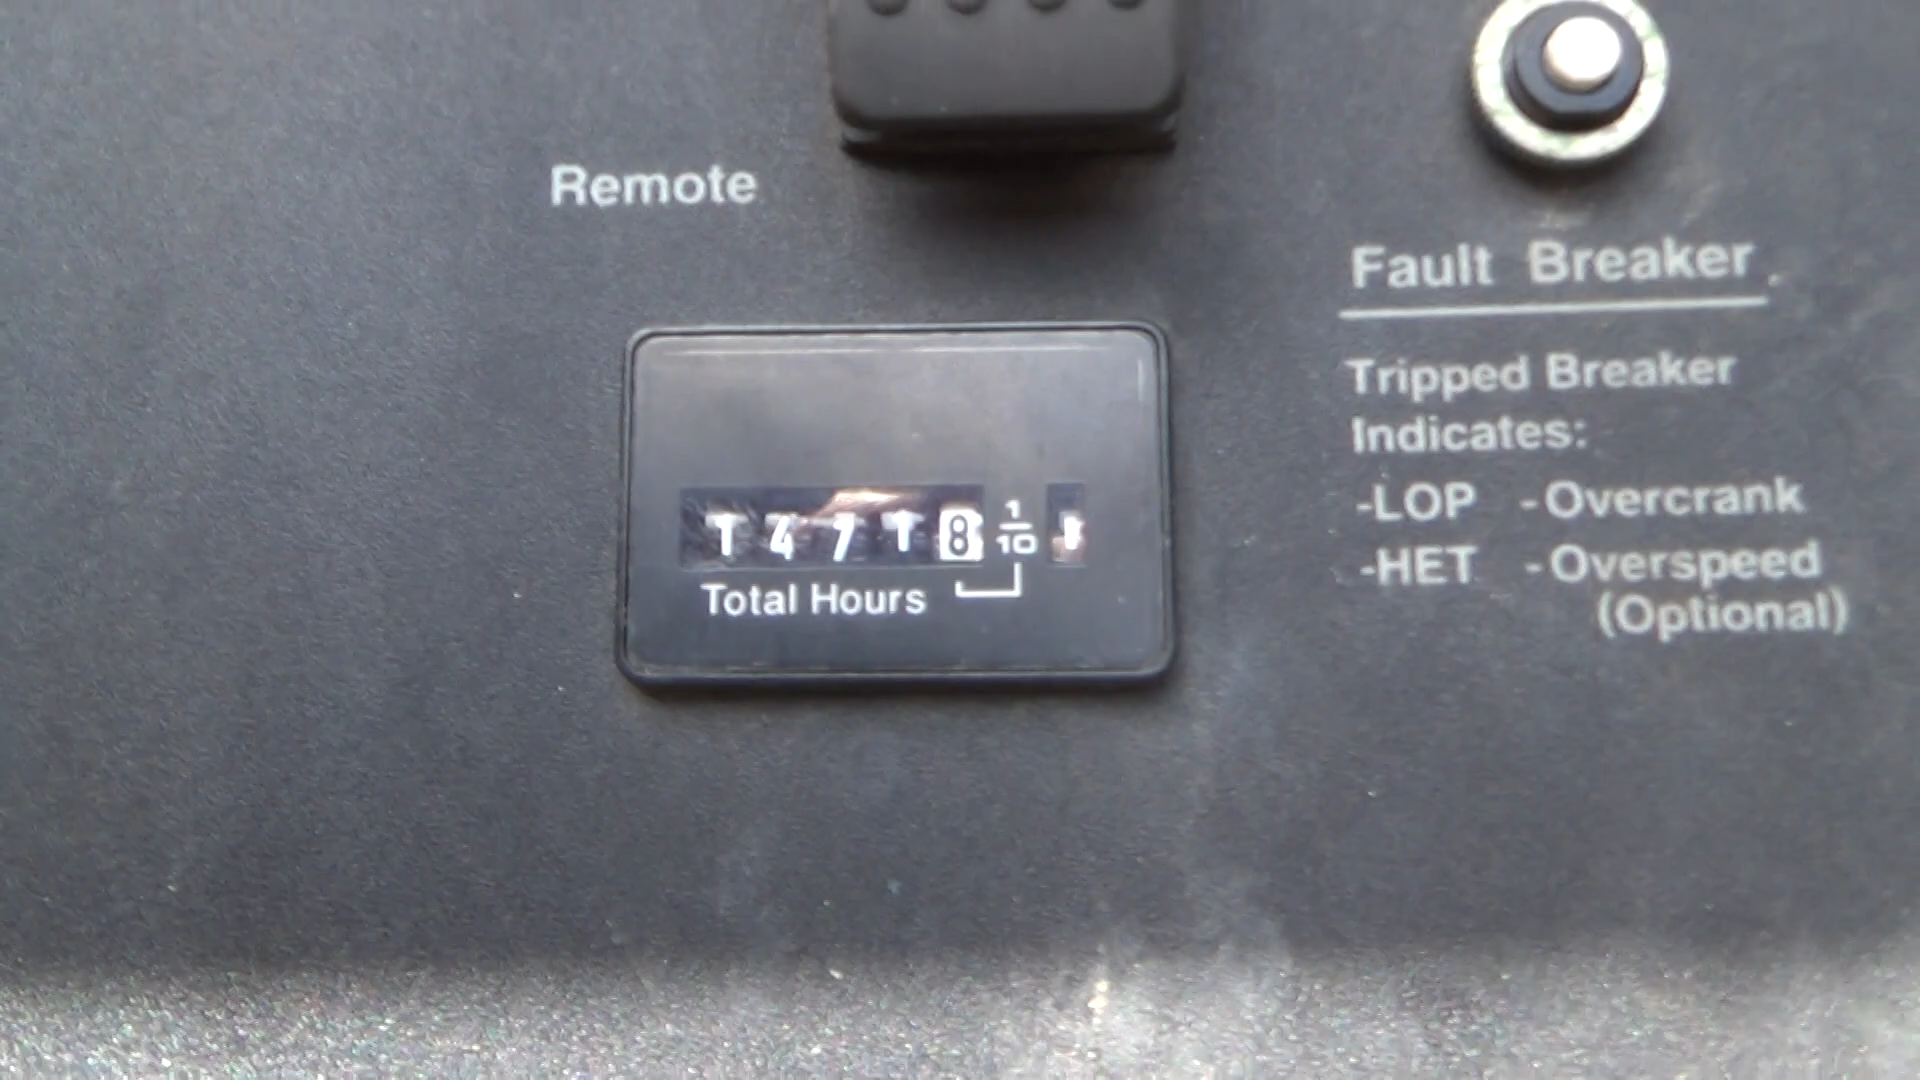 Remote
Fault Breaker
Tripped Breaker
Indicates:
-LOP -Overcrank
-HET -Overspeed
(Optional)
1 4 7 1 8 1/10
Total Hours